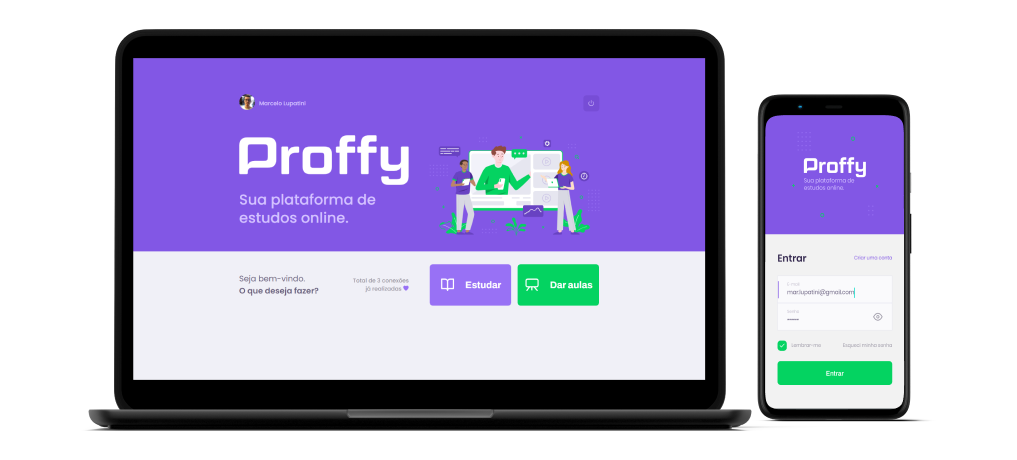 Marcelo Lupatini
Proffy
Sua plataforma de
estudos online.
Seja bem-vindo.
O que deseja fazer?
Total de 3 conexões
já realizadas
Estudar
Dar aulas
Proffy
Sua plataforma de
estudos online.
Entrar
Criar uma conta
E-mail
mar.lupatini@gmail.com
Senha
Lembrar-me
Esqueci minha senha
Entrar